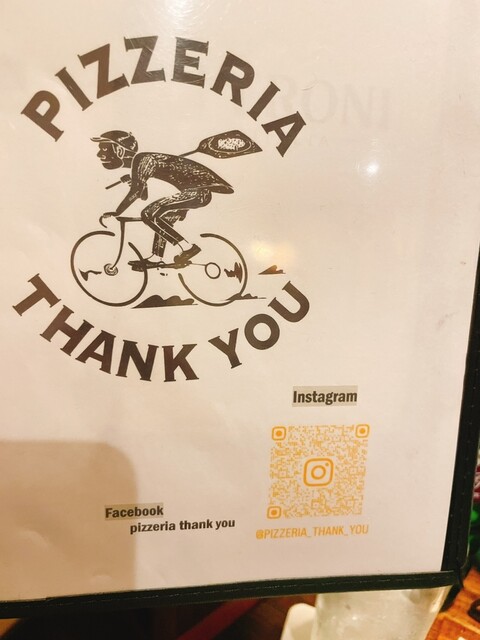 PIZZERIA
THANK YOU
Instagram
@PIZZERIA_THANK_YOU
Facebook
pizzeria thank you